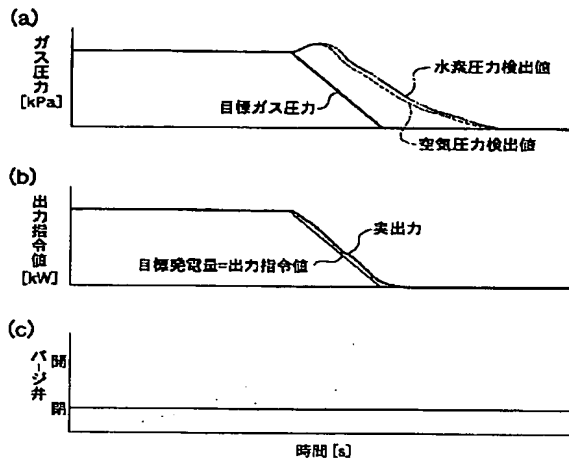 (a)
ガス圧力
[kPa]
水素圧力検出値
目標ガス圧力
空気圧力検出値
(b)
出力指令値
[kW]
実出力
目標発電量=出力指令値
(c)
パージ弁
開
閉
時間[s]